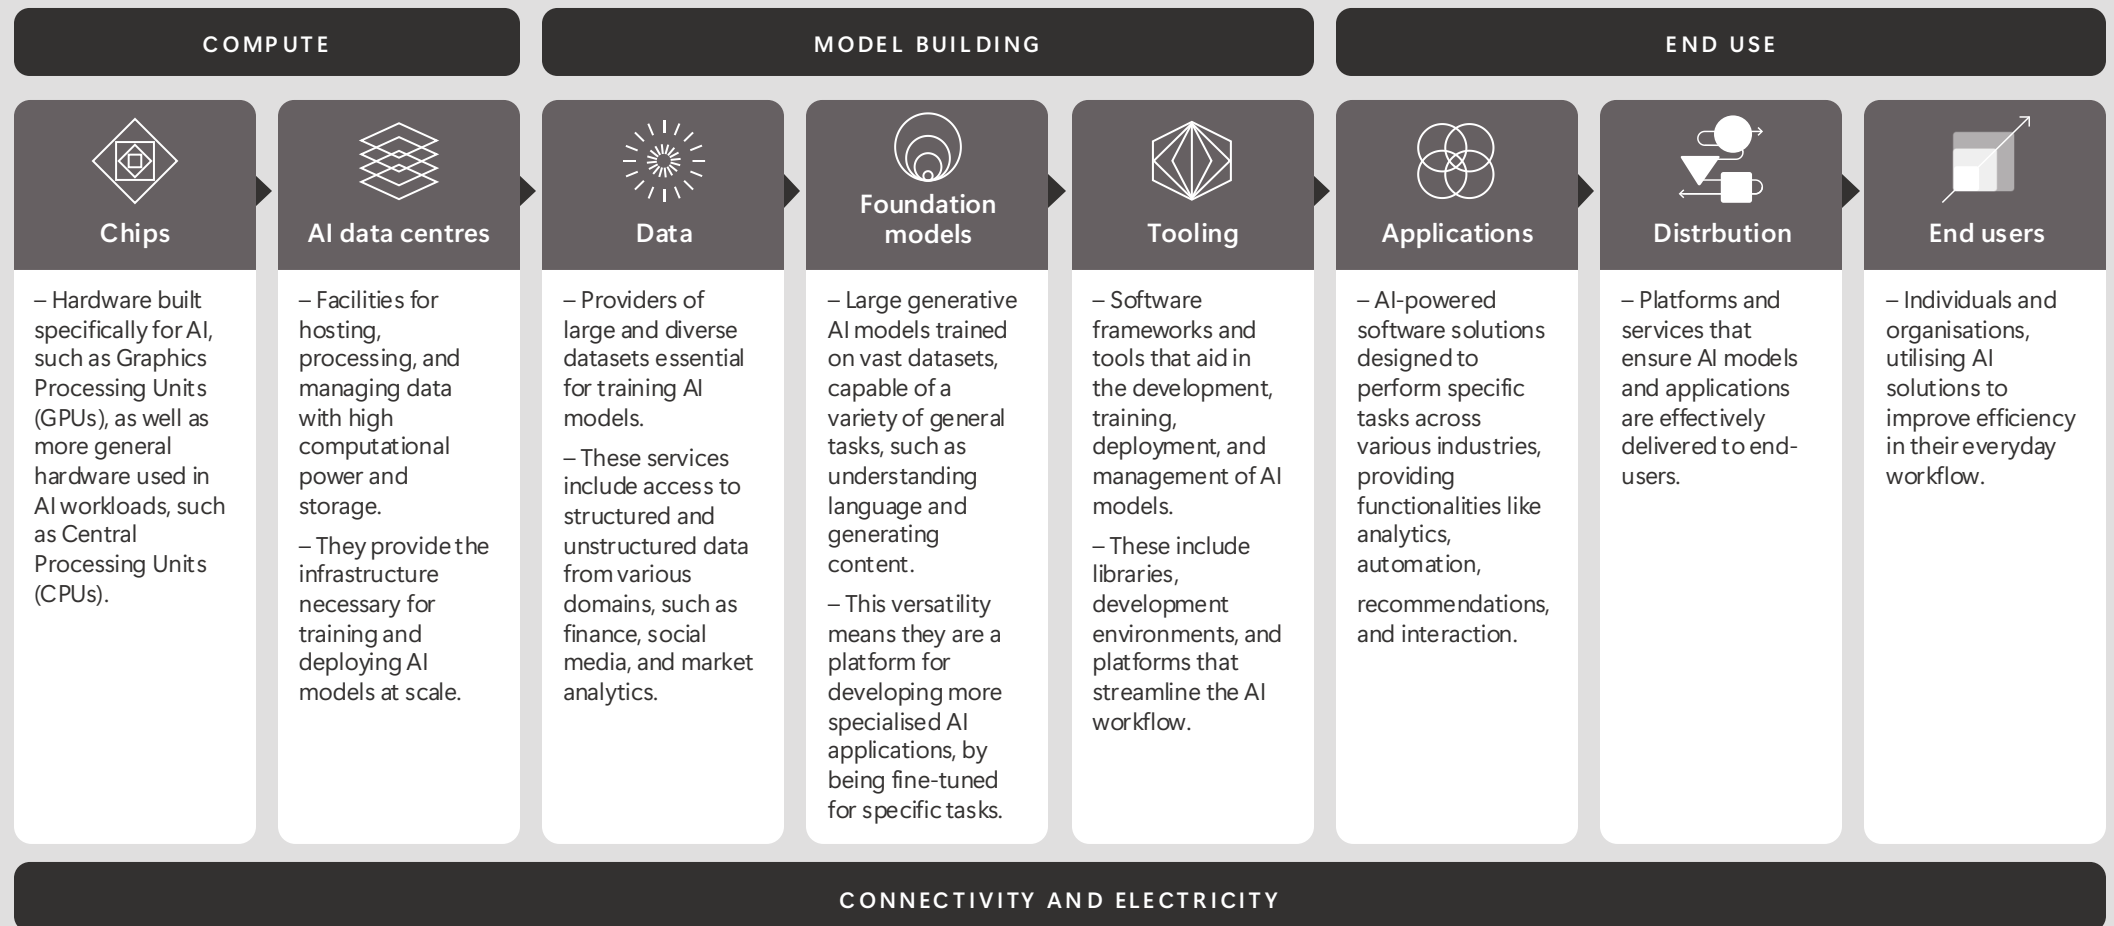 COMPUTE
MODEL BUILDING
END USE
Chips
– Hardware built
specifically for AI,
such as Graphics
Processing Units
(GPUs), as well as
more general
hardware used in
AI workloads, such
as Central
Processing Units
(CPUs).
AI data centres
– Facilities for
hosting,
processing, and
managing data
with high
computational
power and
storage.
– They provide the
infrastructure
necessary for
training and
deploying AI
models at scale.
Data
– Providers of
large and diverse
datasets essential
for training AI
models.
– These services
include access to
structured and
unstructured data
from various
domains, such as
finance, social
media, and market
analytics.
Foundation
models
– Large generative
AI models trained
on vast datasets,
capable of a
variety of general
tasks, such as
understanding
language and
generating
content.
– This versatility
means they are a
platform for
developing more
specialised AI
applications, by
being fine-tuned
for specific tasks.
Tooling
– Software
frameworks and
tools that aid in
the development,
training,
deployment, and
management of AI
models.
– These include
libraries,
development
environments, and
platforms that
streamline the AI
workflow.
Applications
– AI-powered
software solutions
designed to
perform specific
tasks across
various industries,
providing
functionalities like
analytics,
automation,
recommendations,
and interaction.
Distrbution
– Platforms and
services that
ensure AI models
and applications
are effectively
delivered to end-
users.
End users
– Individuals and
organisations,
utilising AI
solutions to
improve efficiency
in their everyday
workflow.
CONNECTIVITY AND ELECTRICITY